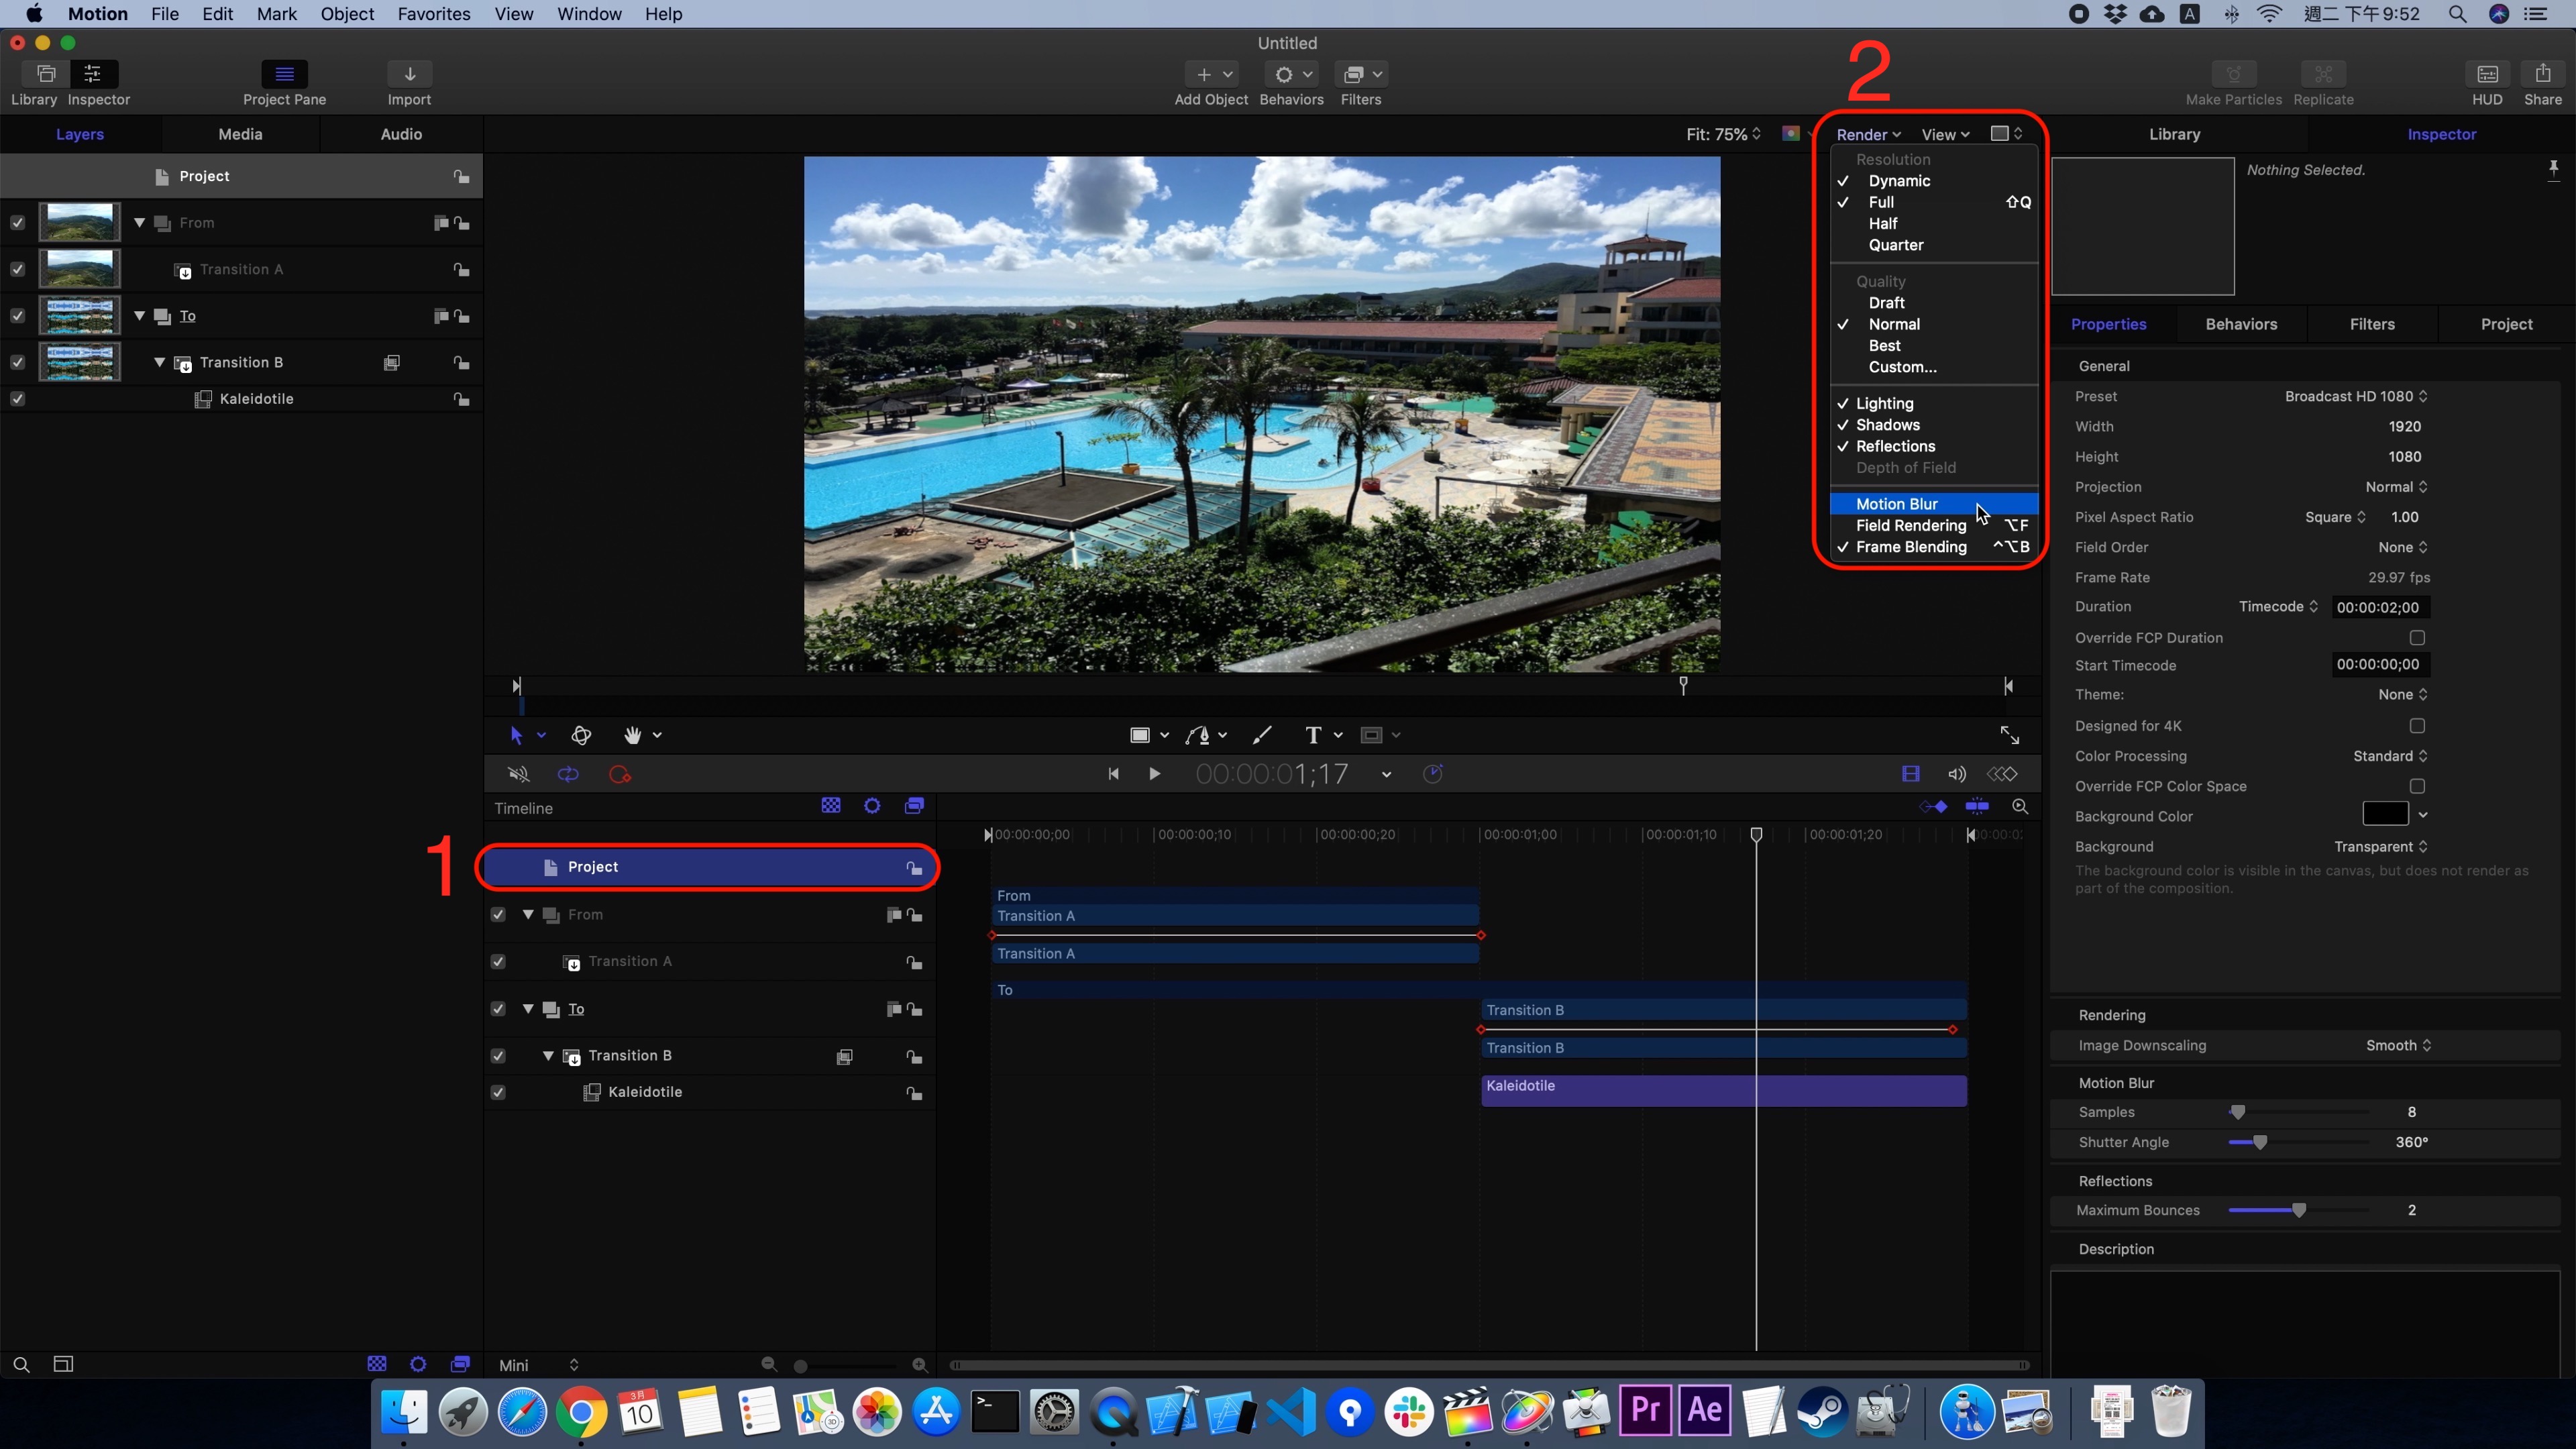 Motion File Edit Mark Object Favorites View Window Help
A 週二 下午9:52
Untitled
Library Inspector Project Pane Import Add Object Behaviors Filters Make Particles Replicate HUD Share
2
Layers Media Audio
Fit: 75% Render View
Library Inspector
Project
From
Transition A
To
Transition B
Kaleidotile
Resolution
Dynamic
Full ⇧Q
Half
Quarter
Quality
Draft
Normal
Best
Custom...
Lighting
Shadows
Reflections
Depth of Field
Motion Blur
Field Rendering ⌥F
Frame Blending ^⌥B
Nothing Selected.
Properties Behaviors Filters Project
General
Preset Broadcast HD 1080
Width 1920
Height 1080
Projection Normal
Pixel Aspect Ratio Square 1.00
Field Order None
Frame Rate 29.97 fps
Duration Timecode 00:00:02;00
Override FCP Duration
Start Timecode 00:00:00;00
Theme: None
Designed for 4K
Color Processing Standard
Override FCP Color Space
Background Color
Background Transparent
The background color is visible in the canvas, but does not render as
part of the composition.
Rendering
Image Downscaling Smooth
Motion Blur
Samples 8
Shutter Angle 360°
Reflections
Maximum Bounces 2
Description
T
00:00:01;17
Timeline
00:00:00;00 00:00:00;10 00:00:00;20 00:00:01;00 00:00:01;10 00:00:01;20
1
Project
From
Transition A
To
Transition B
Kaleidotile
From
Transition A
Transition A
To
Transition B
Transition B
Kaleidotile
Mini
3月
10
3D
>_
Pr
Ae